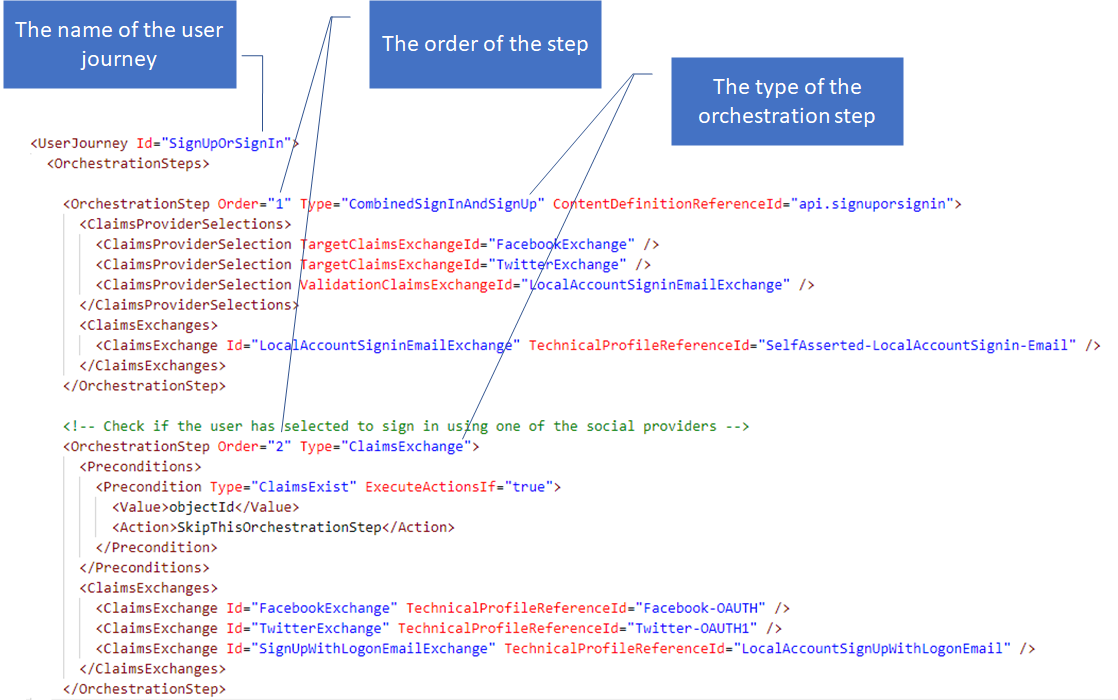 The name of the user
journey
The order of the step
The type of the
orchestration step
<UserJourney Id="SignUpOrSignIn">
<OrchestrationSteps>
<OrchestrationStep Order="1" Type="CombinedSignInAndSignUp" ContentDefinitionReferenceId="api.signuporsignin">
<ClaimsProviderSelections>
<ClaimsProviderSelection TargetClaimsExchangeId="FacebookExchange" />
<ClaimsProviderSelection TargetClaimsExchangeId="TwitterExchange" />
<ClaimsProviderSelection ValidationClaimsExchangeId="LocalAccountSigninEmailExchange" />
</ClaimsProviderSelections>
<ClaimsExchanges>
<ClaimsExchange Id="LocalAccountSigninEmailExchange" TechnicalProfileReferenceId="SelfAsserted-LocalAccountSignin-Email" />
</ClaimsExchanges>
</OrchestrationStep>
<!-- Check if the user has selected to sign in using one of the social providers -->
<OrchestrationStep Order="2" Type="ClaimsExchange">
<Preconditions>
<Precondition Type="ClaimsExist" ExecuteActionsIf="true">
<Value>objectId</Value>
<Action>SkipThisOrchestrationStep</Action>
</Precondition>
</Preconditions>
<ClaimsExchanges>
<ClaimsExchange Id="FacebookExchange" TechnicalProfileReferenceId="Facebook-OAUTH" />
<ClaimsExchange Id="TwitterExchange" TechnicalProfileReferenceId="Twitter-OAUTH1" />
<ClaimsExchange Id="SignUpWithLogonEmailExchange" TechnicalProfileReferenceId="LocalAccountSignUpWithLogonEmail" />
</ClaimsExchanges>
</OrchestrationStep>